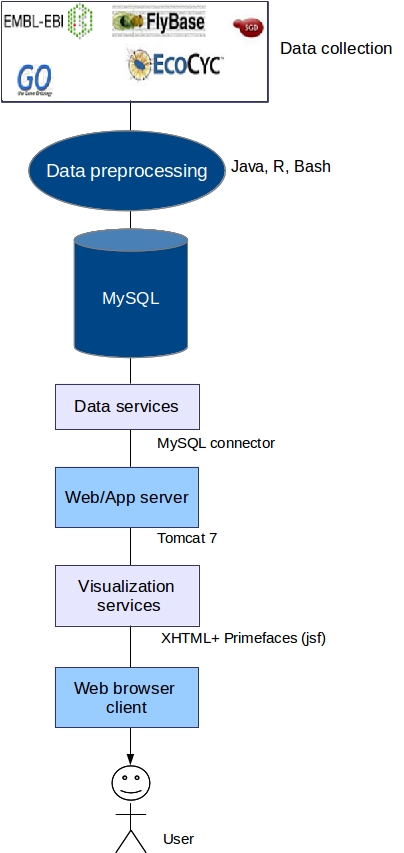 EMBL-EBI
FlyBase
SGD
Data collection
EcoCyc
GO
the Gene Ontology
Data preprocessing
Java, R, Bash
MySQL
Data services
MySQL connector
Web/App server
Tomcat 7
Visualization
services
XHTML+ Primefaces (jsf)
Web browser
client
User